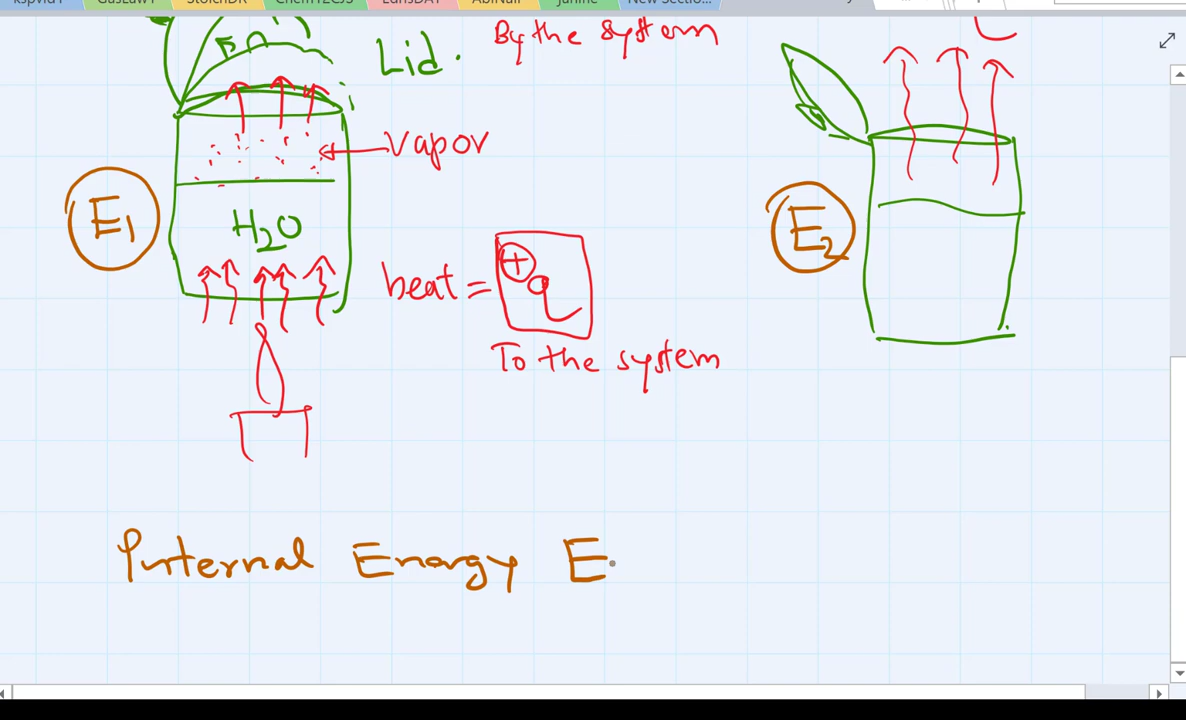 By the system
Lid.
Vapor
E1
H2O
E2
heat = + q
To the system
Internal Energy E